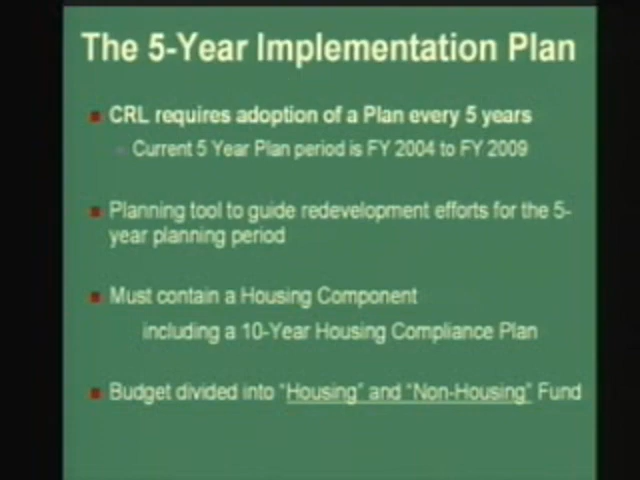 The 5-Year Implementation Plan
CRL requires adoption of a Plan every 5 years
Current 5 Year Plan period is FY 2004 to FY 2009
Planning tool to guide redevelopment efforts for the 5-
year planning period
Must contain a Housing Component
including a 10-Year Housing Compliance Plan
Budget divided into “Housing” and “Non-Housing” Fund